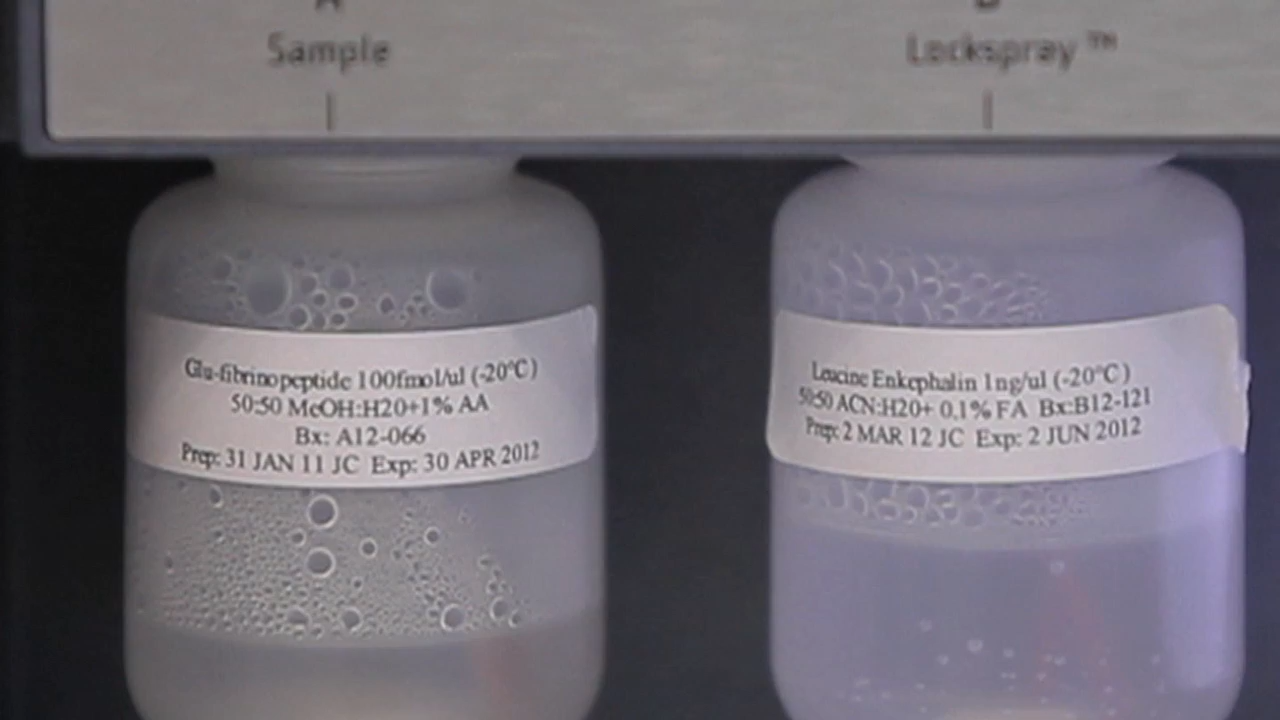 Sample
Lockspray ™
Glu-fibrinopeptide 100fmol/ul (-20°C)
50:50 MeOH:H20+1% AA
Bx: A12-066
Prep: 31 JAN 11 JC Exp: 30 APR 2012
Leucine Enkephalin 1ng/ul (-20°C)
50:50 ACN:H20+ 0.1% FA Bx:B12-121
Prep: 2 MAR 12 JC Exp: 2 JUN 2012